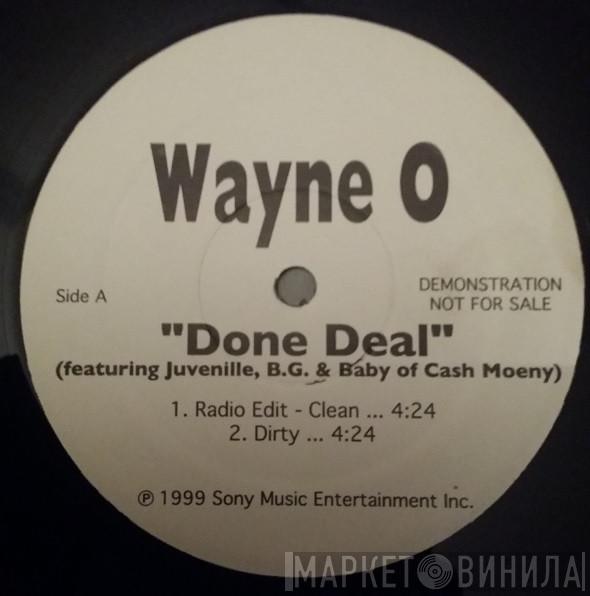 Wayne O
Side A
DEMONSTRATION
NOT FOR SALE
"Done Deal"
(featuring Juvenille, B.G. & Baby of Cash Moeny)
1. Radio Edit - Clean ... 4:24
2. Dirty ... 4:24
℗ 1999 Sony Music Entertainment Inc.
МАРКЕТ ВИНИЛА